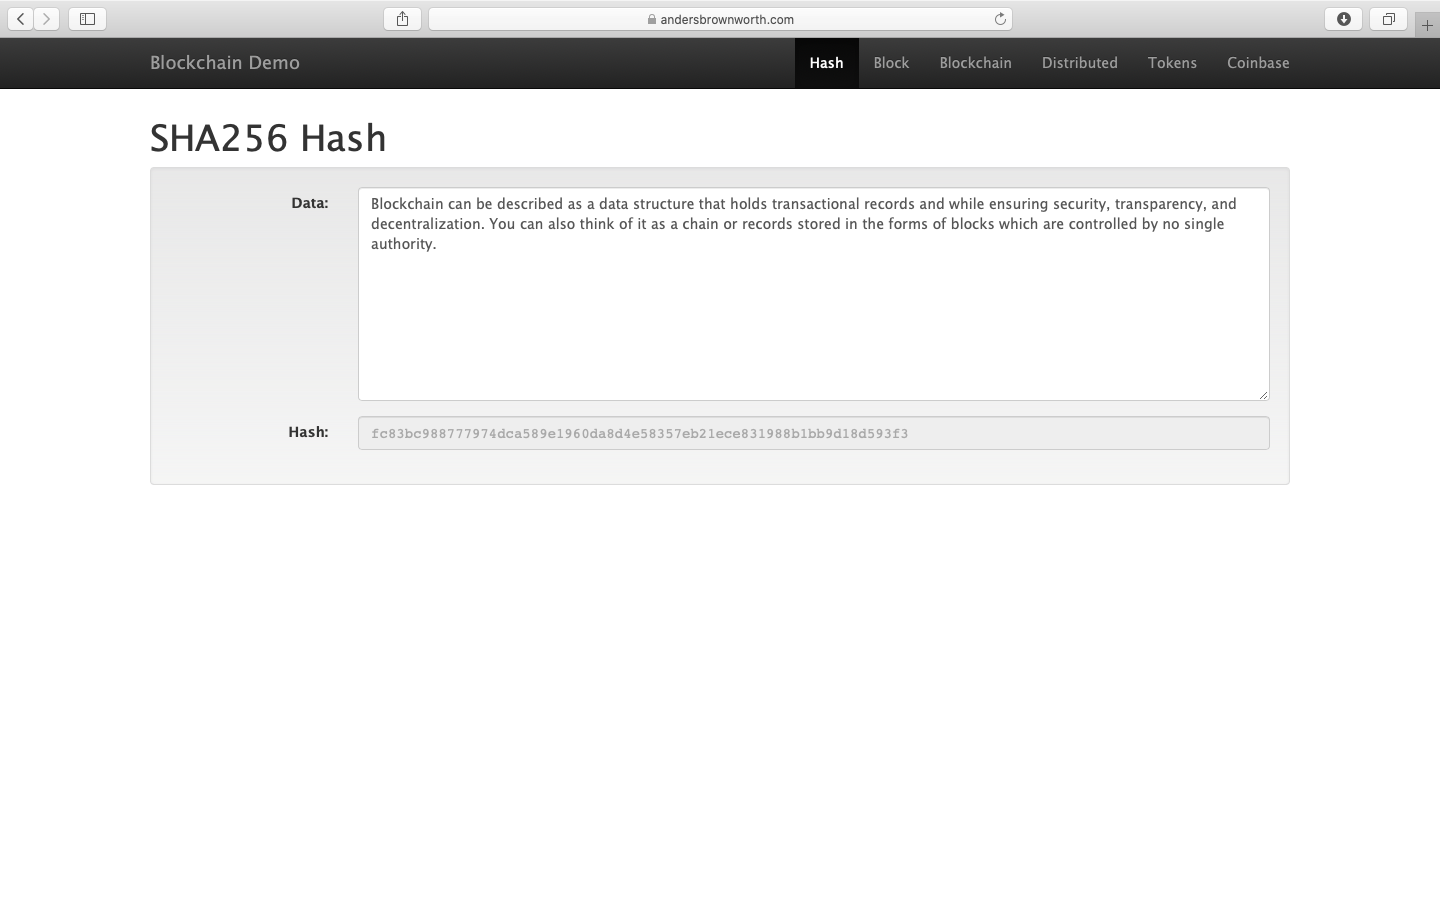 andersbrownworth.com
Blockchain Demo
Hash
Block
Blockchain
Distributed
Tokens
Coinbase
SHA256 Hash
Data:
Blockchain can be described as a data structure that holds transactional records and while ensuring security, transparency, and
decentralization. You can also think of it as a chain or records stored in the forms of blocks which are controlled by no single
authority.
Hash:
fc83bc988777974dca589e1960da8d4e58357eb21ece831988b1bb9d18d593f3